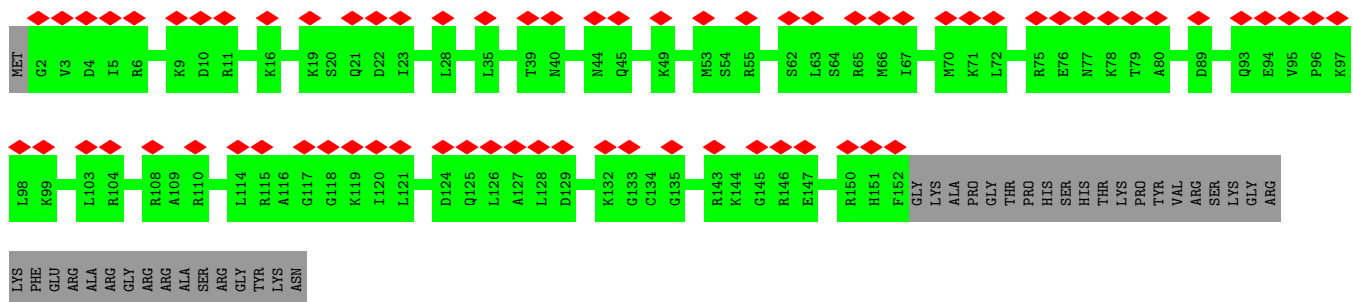 MET G2 V3 D4 I5 R6 K9 D10 R11 K16 K19 S20 Q21 D22 I23 L28 L35 T39 N40 N44 Q45 K49 M53 S54 R55 S62 L63 S64 R65 M66 I67 M70 K71 L72 R75 E76 N77 K78 T79 A80 D89 Q93 E94 V95 P96 K97
L98 K99 L103 R104 R108 A109 R110 L114 R115 A116 G117 G118 K119 I120 L121 D124 Q125 L126 A127 L128 D129 K132 G133 C134 G135 R143 K144 G145 R146 E147 R150 H151 F152 GLY LYS ALA PRO GLY THR PRO HIS SER HIS THR LYS PRO TYR VAL ARG SER LYS GLY ARG
LYS PHE GLU ARG ALA ARG GLY ARG ARG ALA SER ARG GLY TYR LYS ASN